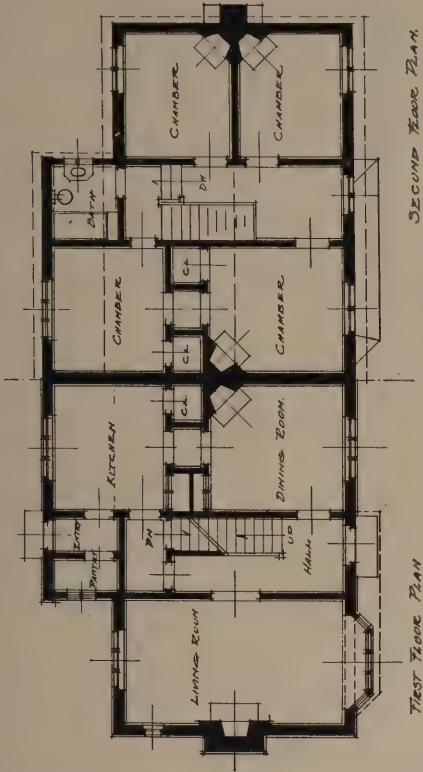 LIVING ROOM
HALL
UP
DN
PANTRY
ENTRY
KITCHEN
DINING ROOM.
CL
FIRST FLOOR PLAN
CHAMBER
CHAMBER
CL
CL
BATH
DN
CHAMBER
CHAMBER
SECOND FLOOR PLAN.